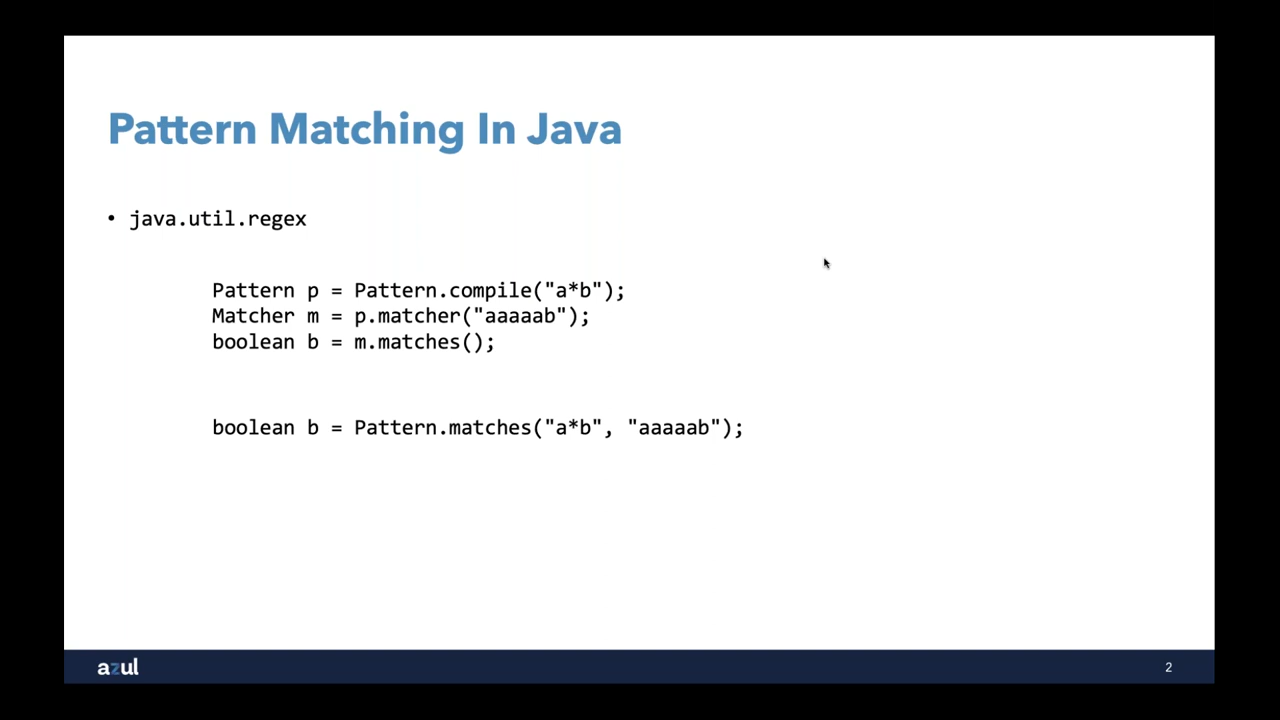 Pattern Matching In Java
• java.util.regex
Pattern p = Pattern.compile("a*b");
Matcher m = p.matcher("aaaaab");
boolean b = m.matches();
boolean b = Pattern.matches("a*b", "aaaaab");
azul
2